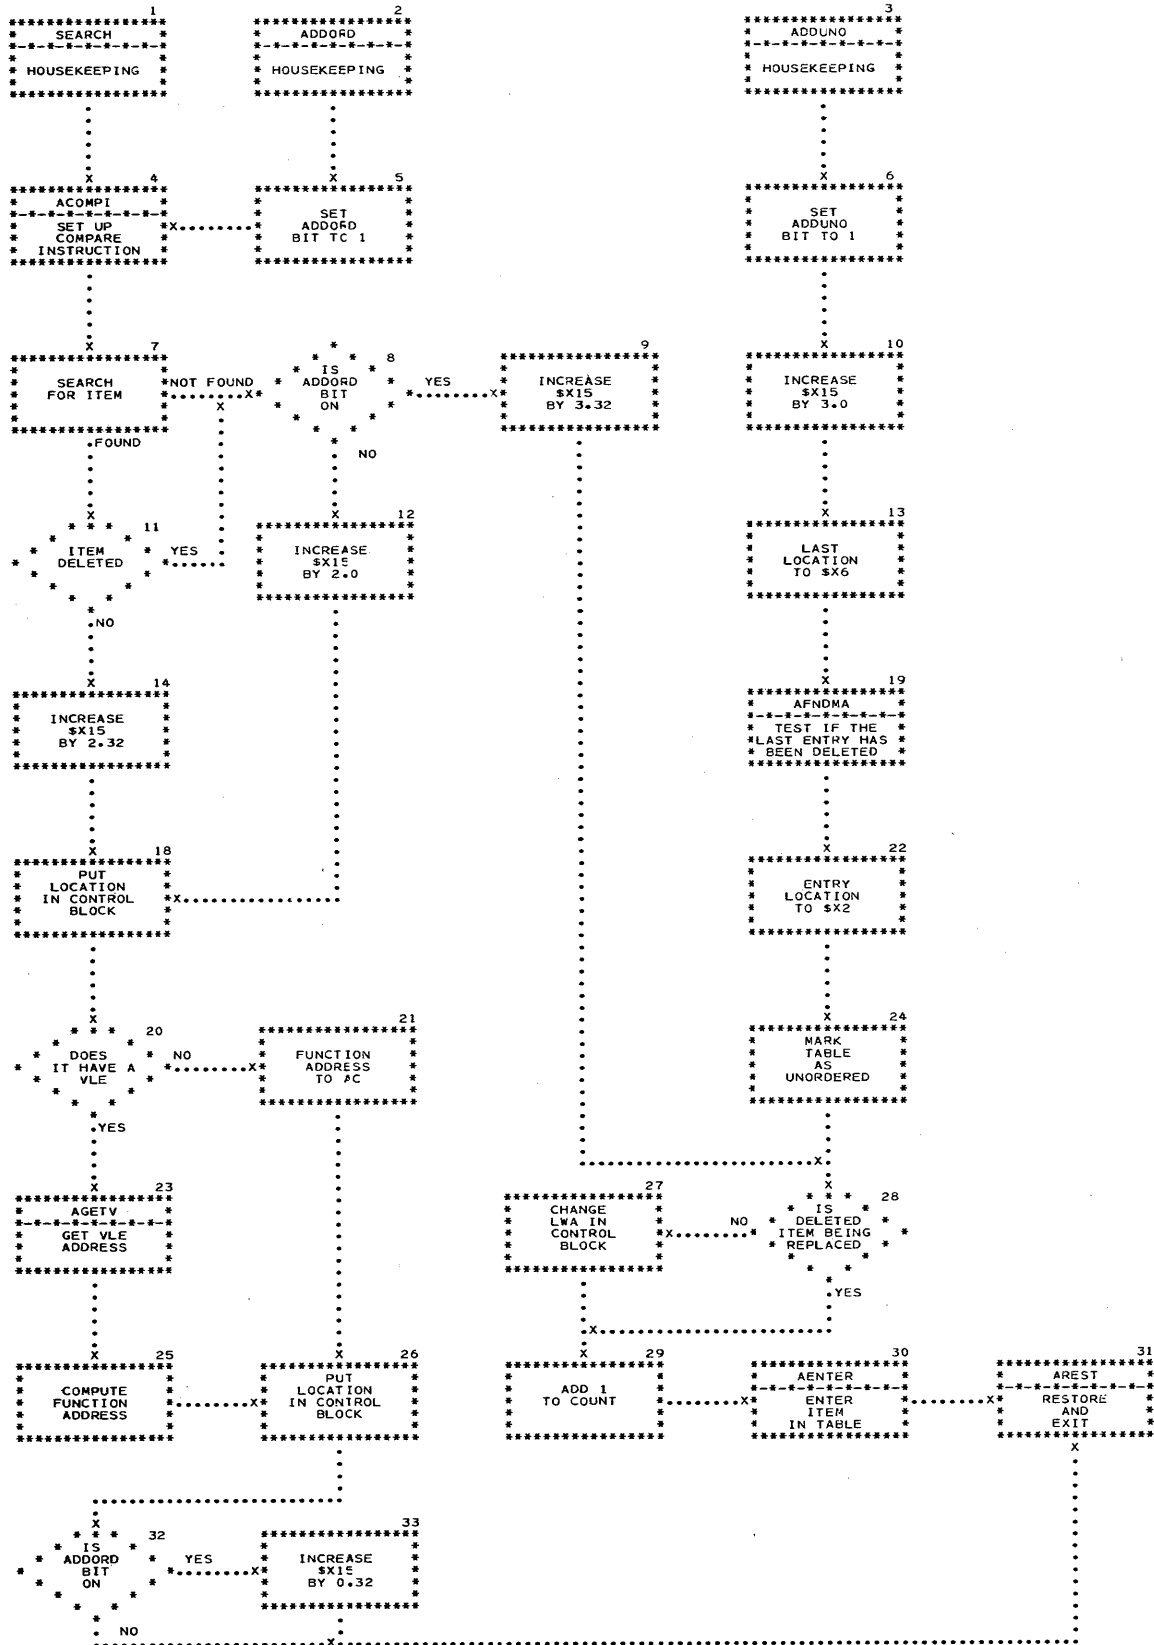 1
SEARCH
HOUSEKEEPING
2
ADDORD
HOUSEKEEPING
3
ADDUNO
HOUSEKEEPING
4
ACOMPI
SET UP
COMPARE
INSTRUCTION
5
SET
ADDORD
BIT TO 1
6
SET
ADDUNO
BIT TO 1
7
SEARCH
FOR ITEM
NOT FOUND
FOUND
8
IS
ADDORD
BIT
ON
YES
NO
9
INCREASE
$X15
BY 3.32
10
INCREASE
$X15
BY 3.0
11
ITEM
DELETED
YES
NO
12
INCREASE
$X15
BY 2.0
13
LAST
LOCATION
TO $X6
14
INCREASE
$X15
BY 2.32
19
AFNDMA
TEST IF THE
LAST ENTRY HAS
BEEN DELETED
18
PUT
LOCATION
IN CONTROL
BLOCK
22
ENTRY
LOCATION
TO $X2
20
DOES
IT HAVE A
VLE
NO
YES
21
FUNCTION
ADDRESS
TO AC
24
MARK
TABLE
AS
UNORDERED
23
AGETV
GET VLE
ADDRESS
27
CHANGE
LWA IN
CONTROL
BLOCK
28
IS
DELETED
ITEM BEING
REPLACED
NO
YES
25
COMPUTE
FUNCTION
ADDRESS
26
PUT
LOCATION
IN CONTROL
BLOCK
29
ADD 1
TO COUNT
30
AENTER
ENTER
ITEM
IN TABLE
31
AREST
RESTORE
AND
EXIT
32
IS
ADDORD
BIT
ON
YES
NO
33
INCREASE
$X15
BY 0.32